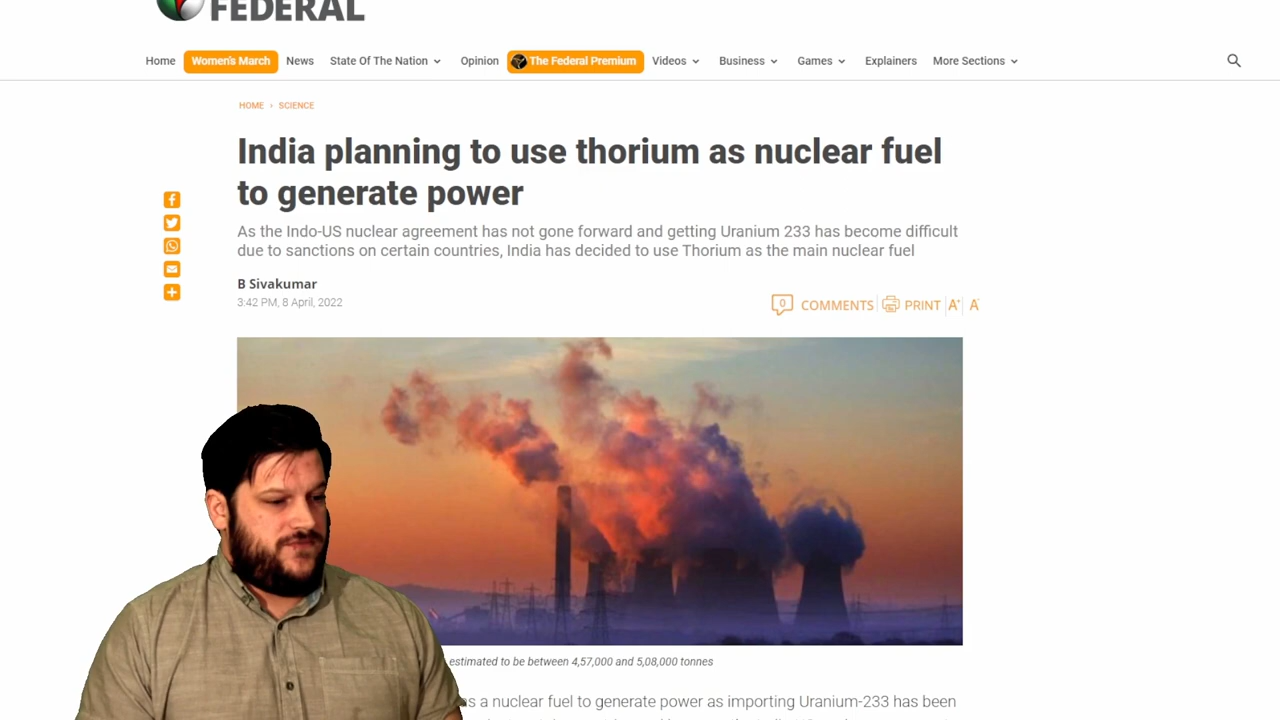 FEDERAL
Home Women's March News State Of The Nation Opinion The Federal Premium Videos Business Games Explainers More Sections
HOME › SCIENCE
India planning to use thorium as nuclear fuel
to generate power
As the Indo-US nuclear agreement has not gone forward and getting Uranium 233 has become difficult
due to sanctions on certain countries, India has decided to use Thorium as the main nuclear fuel
B Sivakumar
3:42 PM, 8 April, 2022
0 COMMENTS PRINT A+ A-
estimated to be between 4,57,000 and 5,08,000 tonnes
as a nuclear fuel to generate power as importing Uranium-233 has been